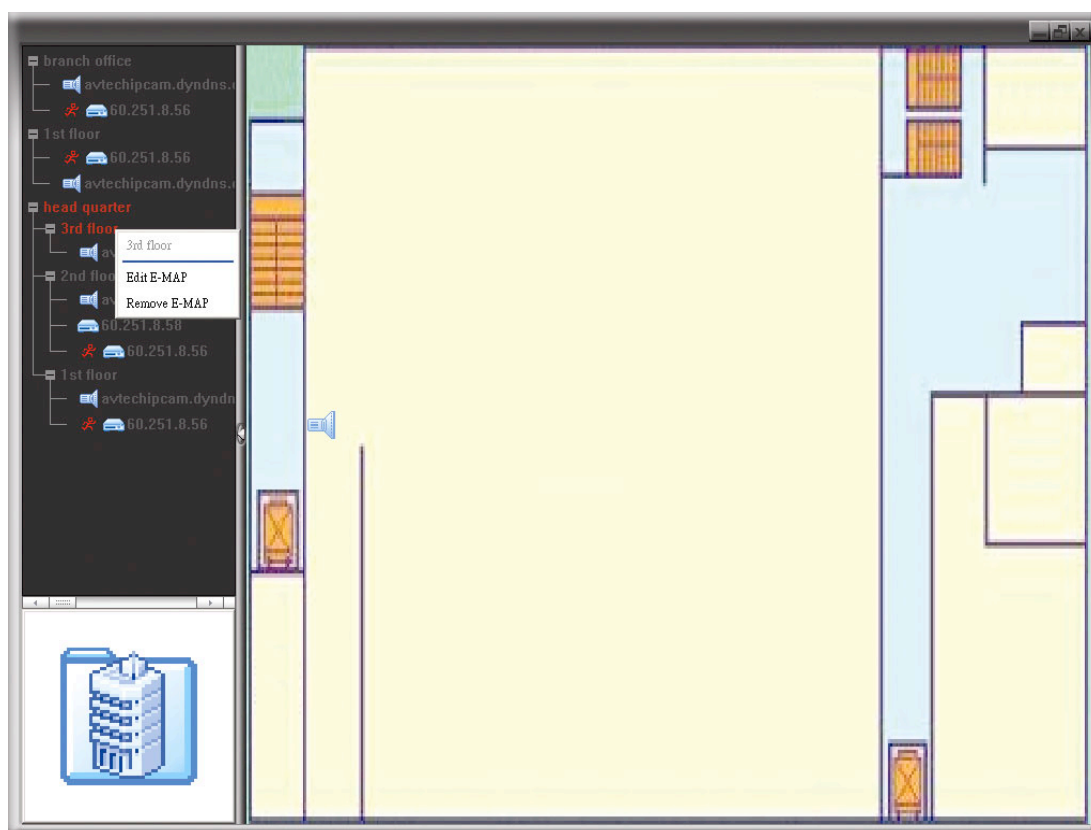 branch office
avtechipcam.dyndns.
60.251.8.56
1st floor
60.251.8.56
avtechipcam.dyndns.
head quarter
3rd floor
av
3rd floor
Edit E-MAP
Remove E-MAP
2nd floo
av
60.251.8.58
60.251.8.56
1st floor
avtechipcam.dyndn
60.251.8.56